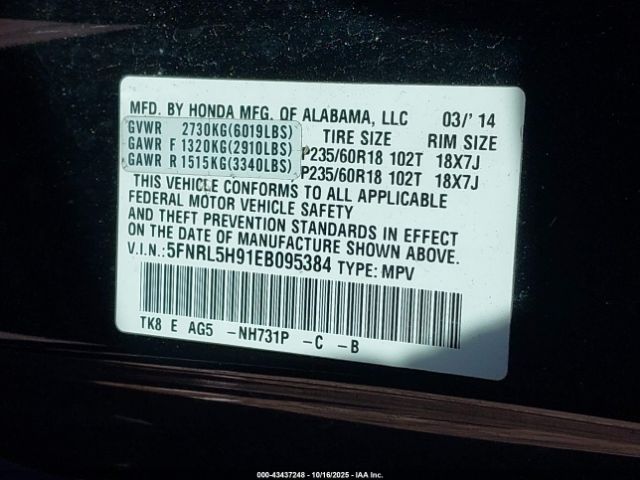 MFD. BY HONDA MFG. OF ALABAMA, LLC 03/' 14
GVWR 2730KG(6019LBS) TIRE SIZE RIM SIZE
GAWR F 1320KG(2910LBS) P235/60R18 102T 18X7J
GAWR R 1515KG(3340LBS) P235/60R18 102T 18X7J
THIS VEHICLE CONFORMS TO ALL APPLICABLE
FEDERAL MOTOR VEHICLE SAFETY
AND THEFT PREVENTION STANDARDS IN EFFECT
ON THE DATE OF MANUFACTURE SHOWN ABOVE.
V.I.N.:5FNRL5H91EB095384 TYPE: MPV
TK8 E AG5 -NH731P -C -B
000-43437248 - 10/16/2025 - IAA Inc.